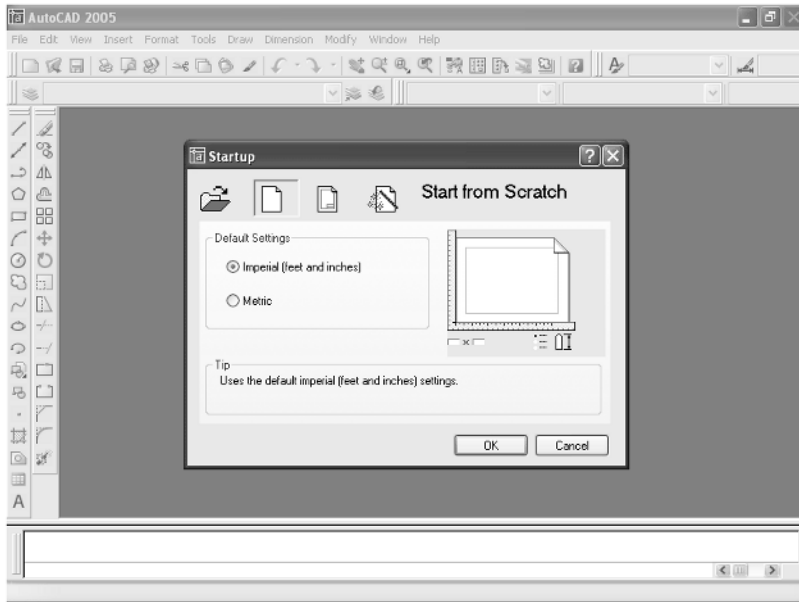 AutoCAD 2005
File Edit View Insert Format Tools Draw Dimension Modify Window Help
Startup
Start from Scratch
Default Settings
Imperial (feet and inches)
Metric
Tip
Uses the default imperial (feet and inches) settings.
OK Cancel
A